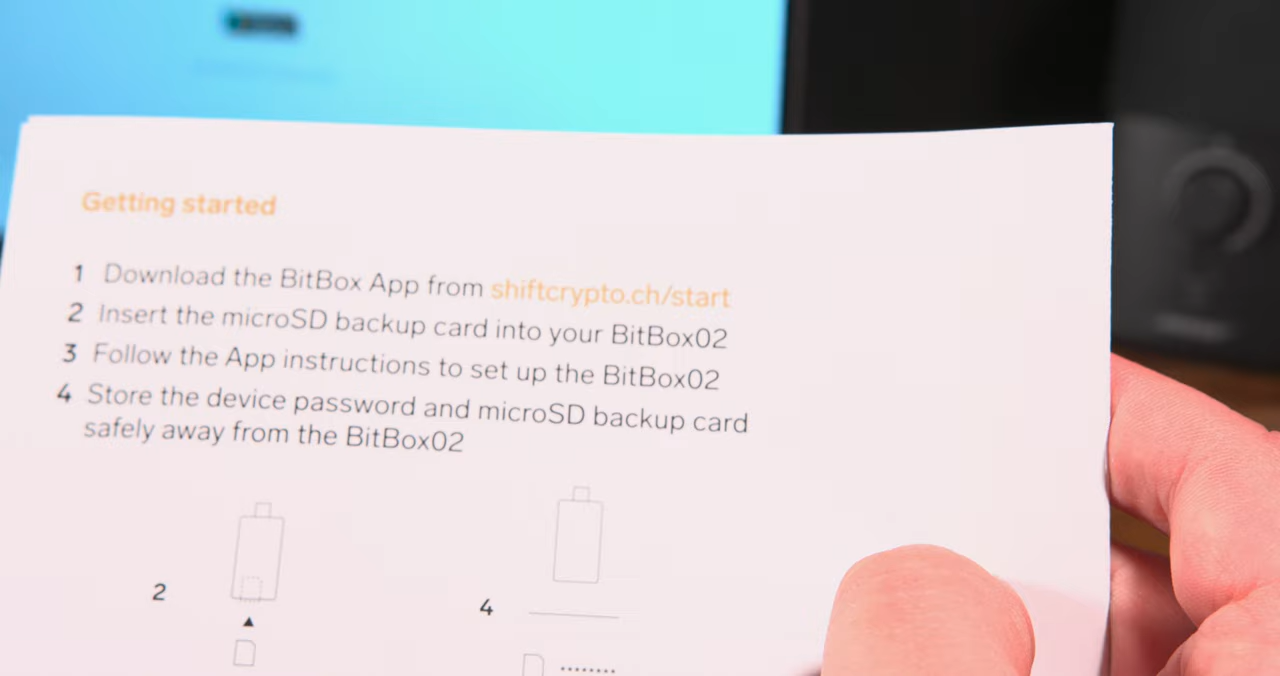 Getting started
1 Download the BitBox App from shiftcrypto.ch/start
2 Insert the microSD backup card into your BitBox02
3 Follow the App instructions to set up the BitBox02
4 Store the device password and microSD backup card
safely away from the BitBox02
2
4